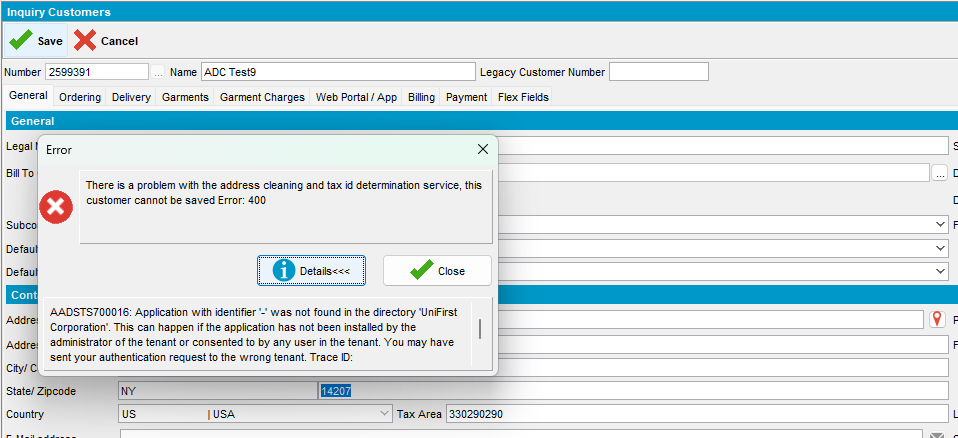 Inquiry Customers
Save Cancel
Number 2599391 ... Name ADC Test9 Legacy Customer Number
General Ordering Delivery Garments Garment Charges Web Portal / App Billing Payment Flex Fields
General
Legal
Bill To
...
D
Subco
F
Default
Default
Error
There is a problem with the address cleaning and tax id determination service, this
customer cannot be saved Error: 400
Details<<<
Close
AADSTS700016: Application with identifier '-' was not found in the directory 'UniFirst
Corporation'. This can happen if the application has not been installed by the
administrator of the tenant or consented to by any user in the tenant. You may have
sent your authentication request to the wrong tenant. Trace ID:
Cont
Addres
Addres
City/ C
State/ Zipcode NY 14207
Country US | USA Tax Area 330290290
E-Mail address